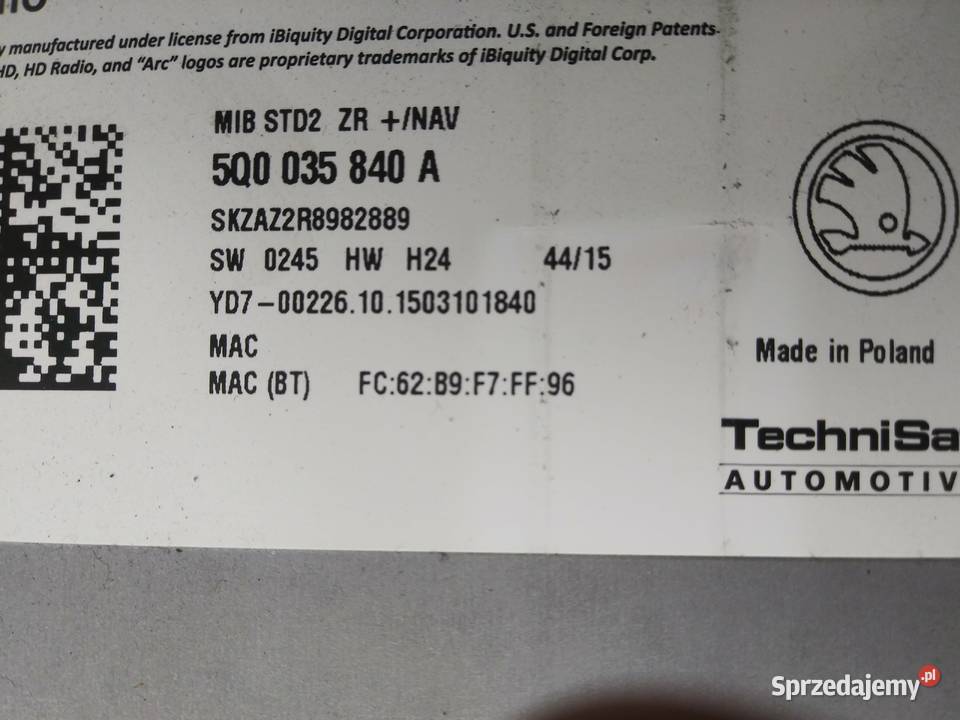 manufactured under license from iBiquity Digital Corporation. U.S. and Foreign Patents.
HD, HD Radio, and “Arc” logos are proprietary trademarks of iBiquity Digital Corp.
MIB STD2 ZR +/NAV
5Q0 035 840 A
SKZAZ2R8982889
SW 0245 HW H24 44/15
YD7-00226.10.1503101840
MAC
MAC (BT) FC:62:B9:F7:FF:96
Made in Poland
TechniSa
AUTOMOTIV
Sprzedajemy.pl